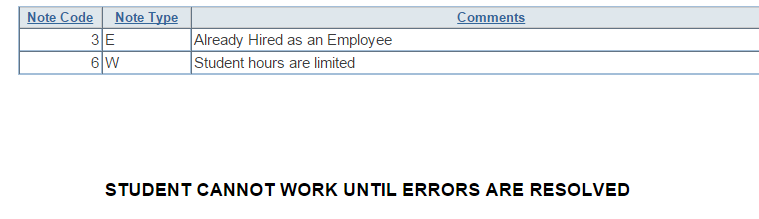 Note Code Note Type Comments
3 E Already Hired as an Employee
6 W Student hours are limited
STUDENT CANNOT WORK UNTIL ERRORS ARE RESOLVED